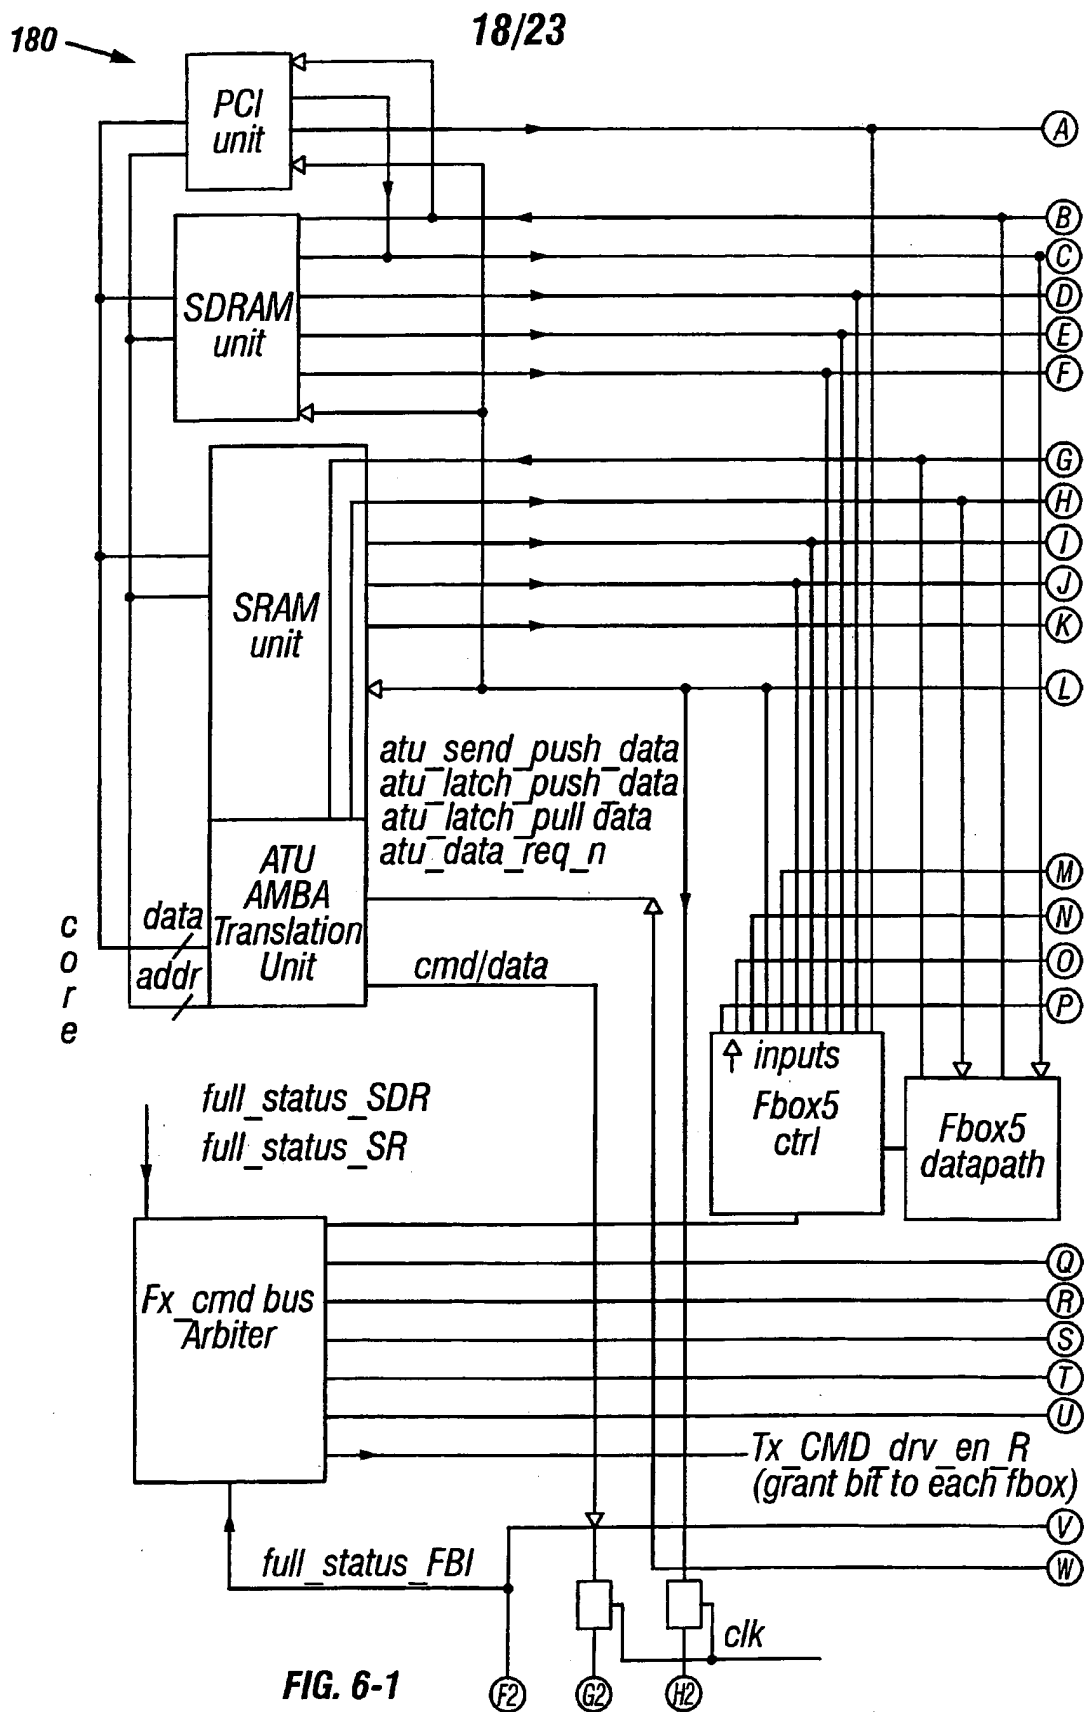 18/23
180
PCI
unit
A
B
C
SDRAM
unit
D
E
F
G
H
I
J
SRAM
unit
K
L
atu_send_push_data
atu_latch_push_data
atu_latch_pull data
atu_data_req_n
ATU
AMBA
Translation
Unit
core
data
addr
cmd/data
M
N
O
P
inputs
Fbox5
ctrl
Fbox5
datapath
full_status_SDR
full_status_SR
Fx_cmd bus
Arbiter
Q
R
S
T
U
Tx_CMD_drv_en_R
(grant bit to each fbox)
V
W
full_status_FBI
clk
FIG. 6-1
F2
G2
H2